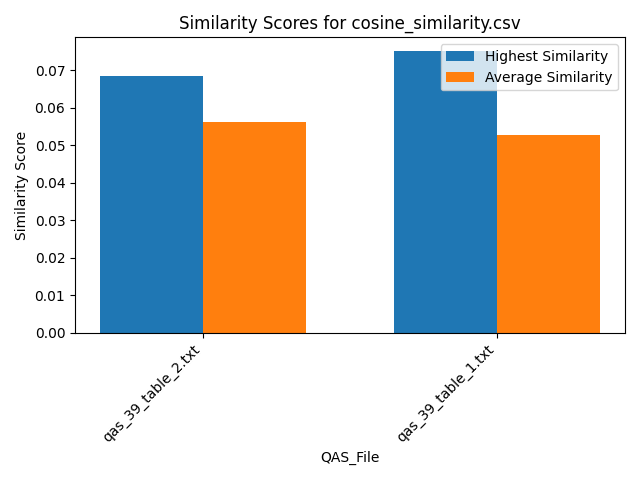 Similarity Scores for cosine_similarity.csv
Highest Similarity
Average Similarity
Similarity Score
0.07
0.06
0.05
0.04
0.03
0.02
0.01
0.00
qas_39_table_2.txt
qas_39_table_1.txt
QAS_File